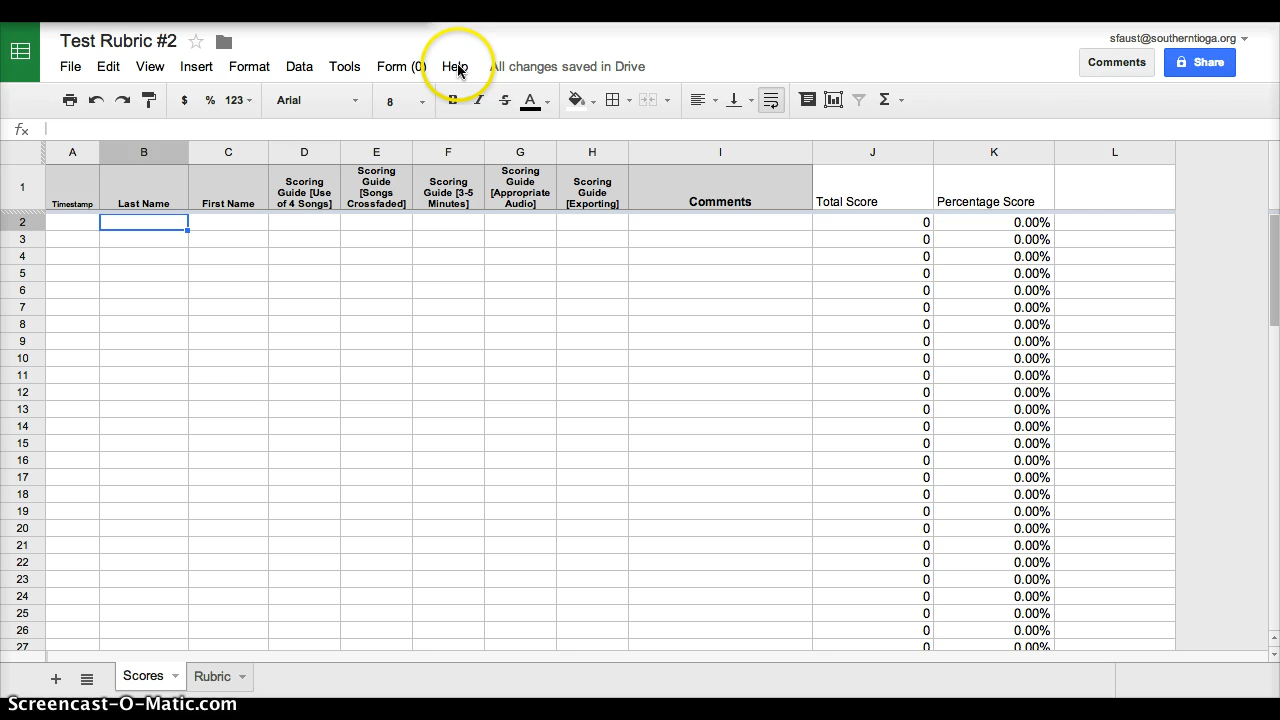 Test Rubric #2
sfaust@southerntioga.org
File Edit View Insert Format Data Tools Form (0) Help All changes saved in Drive
Comments Share
$ % 123 Arial 8 B I S A Σ
fx
A B C D E F G H I J K L
1 Timestamp Last Name First Name Scoring Guide [Use of 4 Songs] Scoring Guide [Songs Crossfaded] Scoring Guide [3-5 Minutes] Scoring Guide [Appropriate Audio] Scoring Guide [Exporting] Comments Total Score Percentage Score
2 0 0.00%
3 0 0.00%
4 0 0.00%
5 0 0.00%
6 0 0.00%
7 0 0.00%
8 0 0.00%
9 0 0.00%
10 0 0.00%
11 0 0.00%
12 0 0.00%
13 0 0.00%
14 0 0.00%
15 0 0.00%
16 0 0.00%
17 0 0.00%
18 0 0.00%
19 0 0.00%
20 0 0.00%
21 0 0.00%
22 0 0.00%
23 0 0.00%
24 0 0.00%
25 0 0.00%
26 0 0.00%
27 0 0.00%
Scores Rubric
Screencast-O-Matic.com